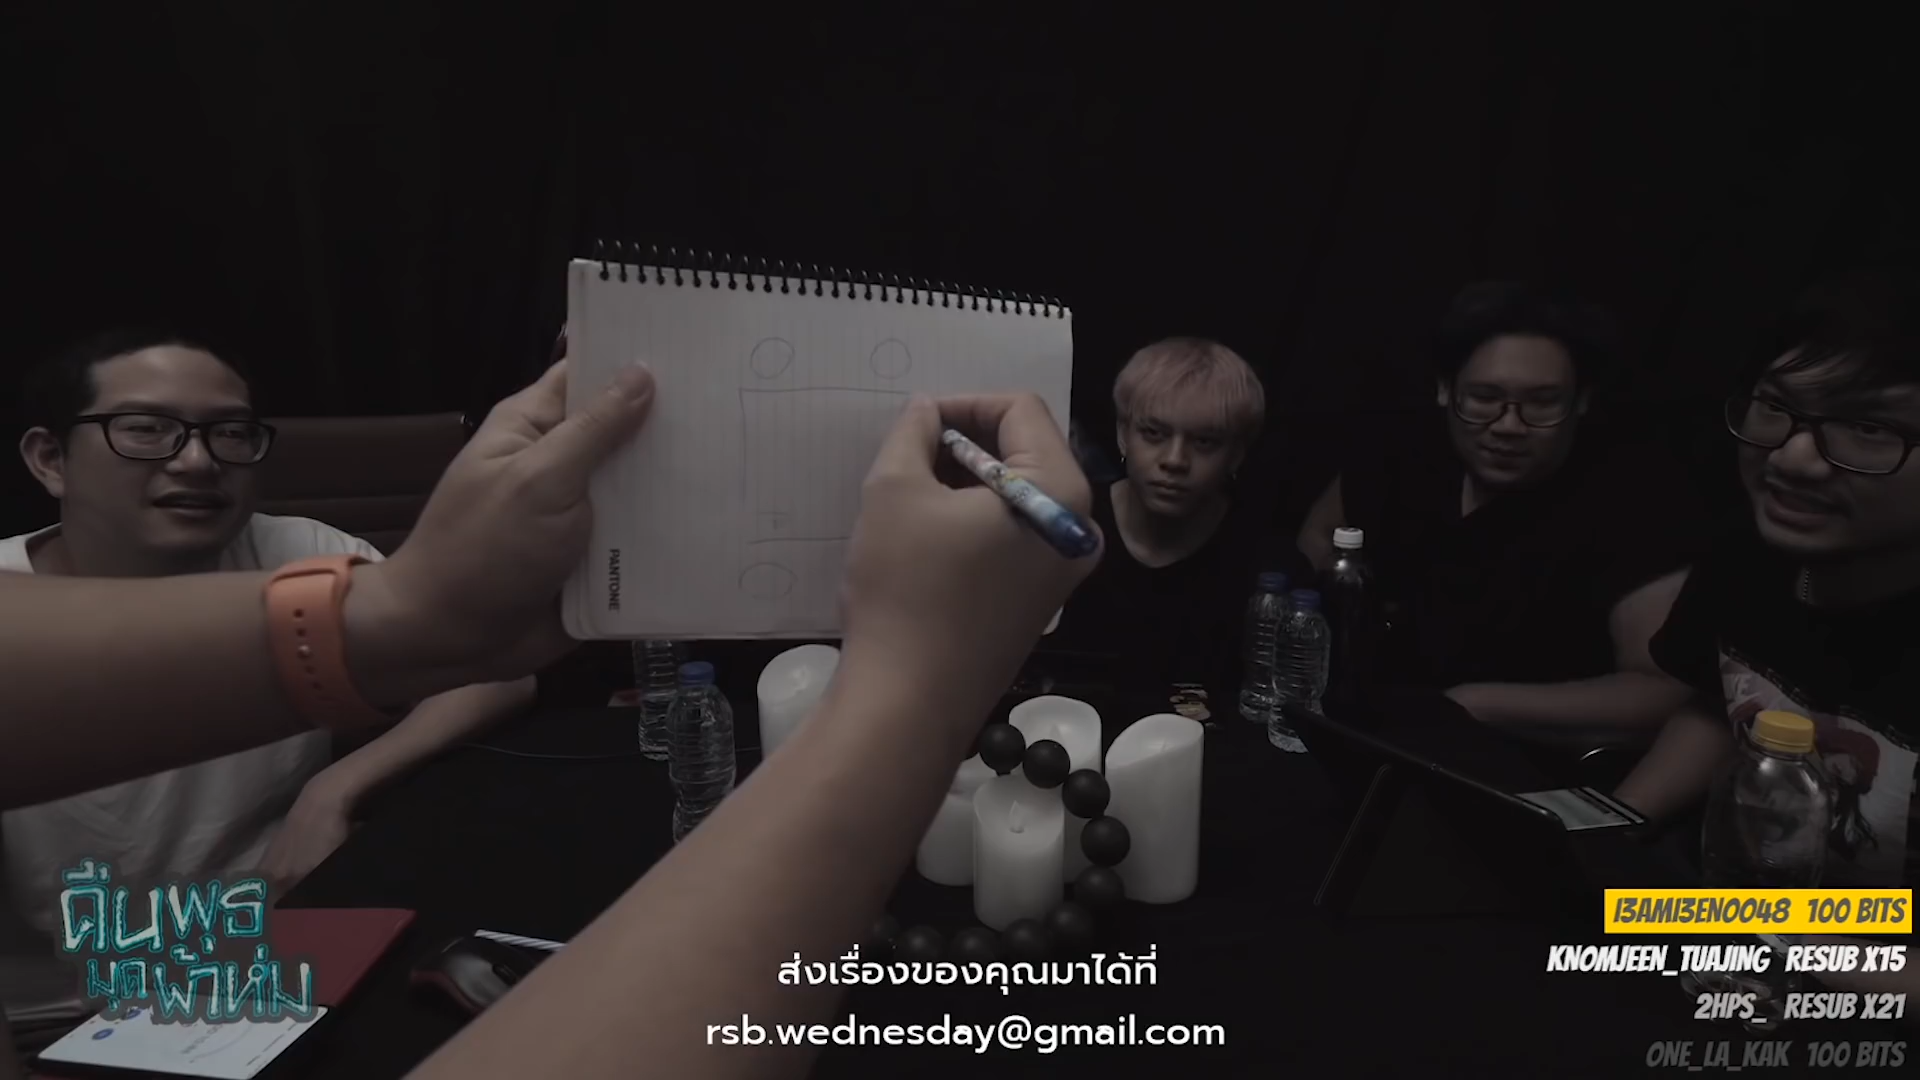 PANTONE
คืนพุธ
มุดผ้าห่ม
ส่งเรื่องของคุณมาได้ที่
rsb.wednesday@gmail.com
I3AMI3EN0048 100 BITS
KNOMJEEN_TUAJING RESUB X15
2HPS_ RESUB X21
ONE_LA_KAK 100 BITS